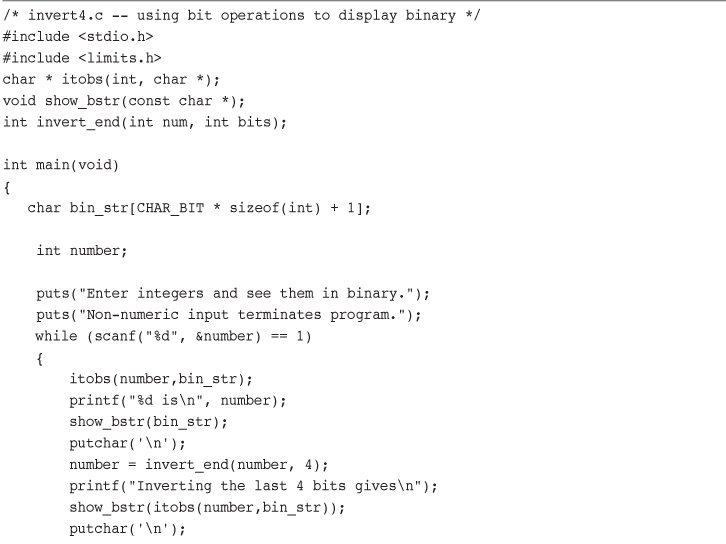 /* invert4.c -- using bit operations to display binary */
#include <stdio.h>
#include <limits.h>
char * itobs(int, char *);
void show_bstr(const char *);
int invert_end(int num, int bits);

int main(void)
{
   char bin_str[CHAR_BIT * sizeof(int) + 1];

    int number;

    puts("Enter integers and see them in binary.");
    puts("Non-numeric input terminates program.");
    while (scanf("%d", &number) == 1)
    {
        itobs(number,bin_str);
        printf("%d is\n", number);
        show_bstr(bin_str);
        putchar('\n');
        number = invert_end(number, 4);
        printf("Inverting the last 4 bits gives\n");
        show_bstr(itobs(number,bin_str));
        putchar('\n');